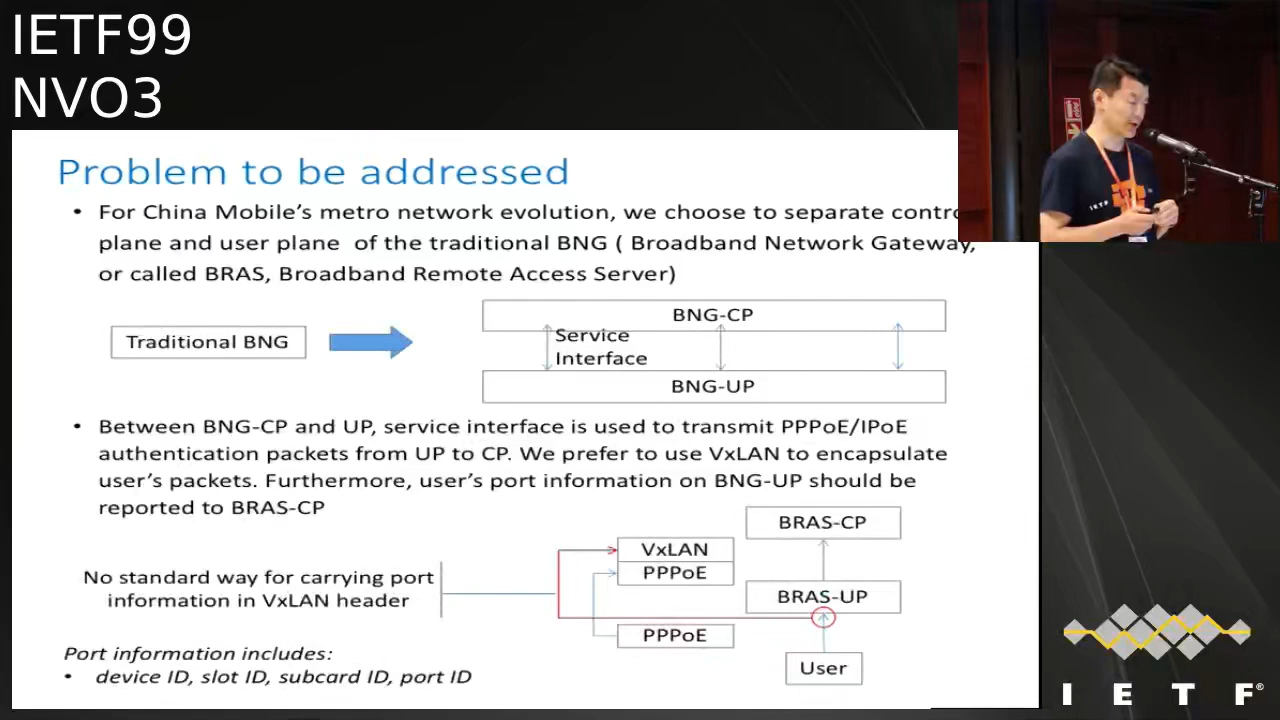 IETF99
NVO3
Problem to be addressed
• For China Mobile's metro network evolution, we choose to separate contro
plane and user plane of the traditional BNG ( Broadband Network Gateway,
or called BRAS, Broadband Remote Access Server)
Traditional BNG
BNG-CP
Service
Interface
BNG-UP
• Between BNG-CP and UP, service interface is used to transmit PPPoE/IPoE
authentication packets from UP to CP. We prefer to use VxLAN to encapsulate
user's packets. Furthermore, user's port information on BNG-UP should be
reported to BRAS-CP
BRAS-CP
VxLAN
PPPoE
No standard way for carrying port
information in VxLAN header
BRAS-UP
PPPoE
User
Port information includes:
• device ID, slot ID, subcard ID, port ID
IETF®
IETF